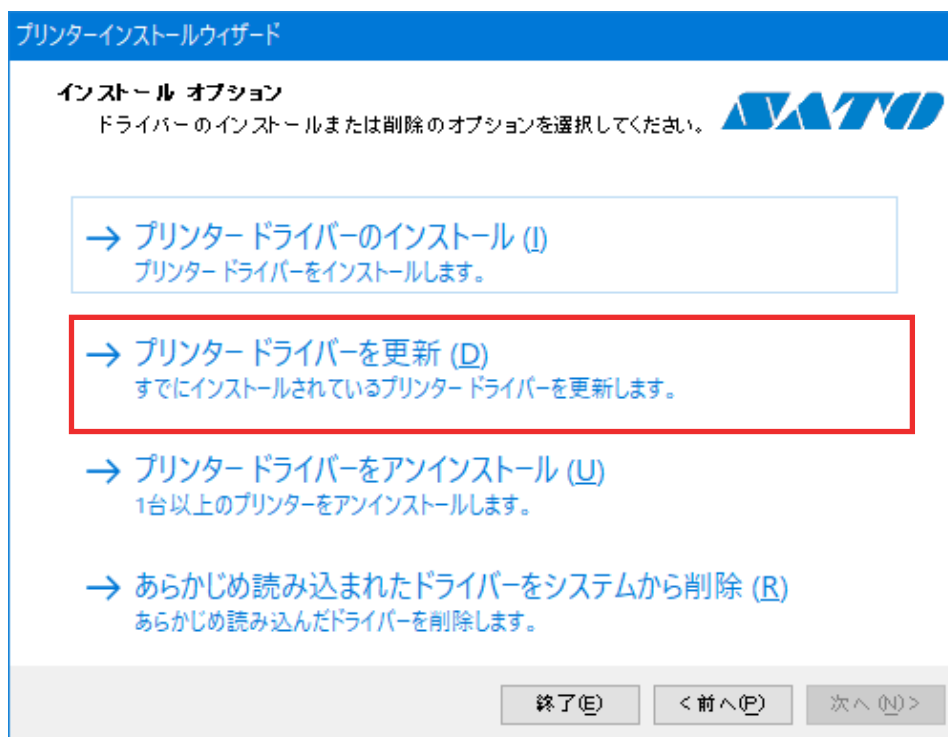 プリンターインストールウィザード
インストール オプション
ドライバーのインストールまたは削除のオプションを選択してください。
SATO
→ プリンター ドライバーのインストール (I)
プリンター ドライバーをインストールします。
→ プリンター ドライバーを更新 (D)
すでにインストールされているプリンター ドライバーを更新します。
→ プリンター ドライバーをアンインストール (U)
1台以上のプリンターをアンインストールします。
→ あらかじめ読み込まれたドライバーをシステムから削除 (R)
あらかじめ読み込んだドライバーを削除します。
終了(E) <前へ(P) 次へ(N)>